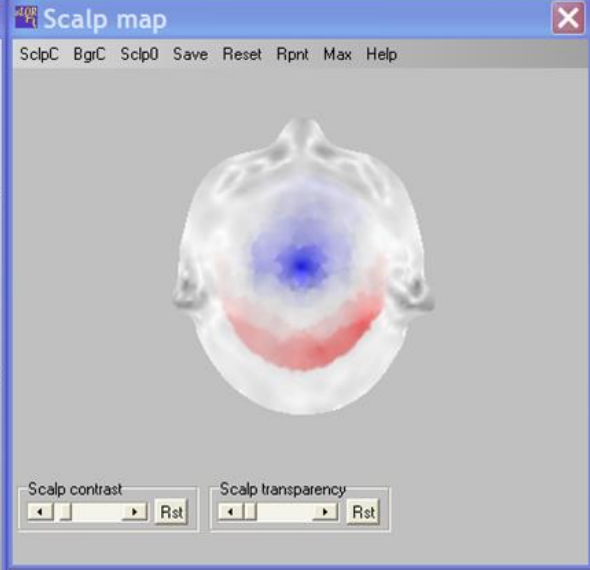 Scalp map
SclpC BgrC Sclp0 Save Reset Rpnt Max Help
Scalp contrast Scalp transparency
Rst Rst